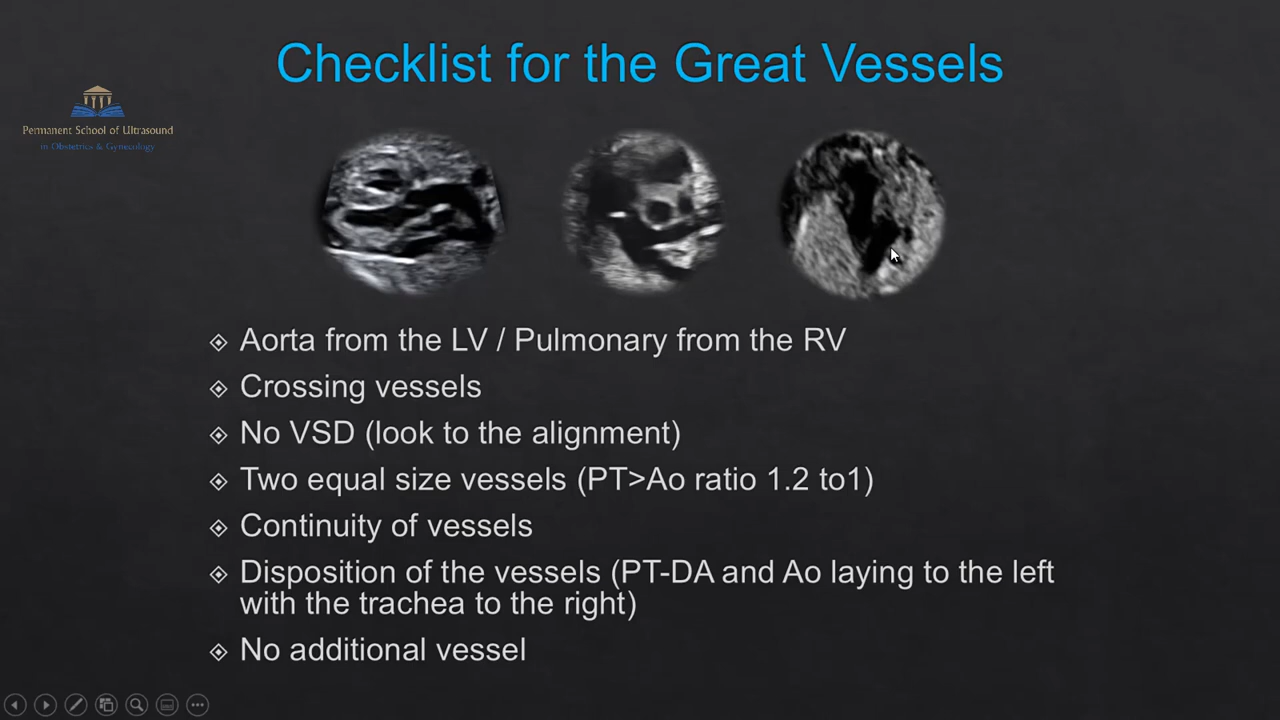 Checklist for the Great Vessels
Permanent School of Ultrasound
in Obstetrics & Gynecology
Aorta from the LV / Pulmonary from the RV
Crossing vessels
No VSD (look to the alignment)
Two equal size vessels (PT>Ao ratio 1.2 to1)
Continuity of vessels
Disposition of the vessels (PT-DA and Ao laying to the left
with the trachea to the right)
No additional vessel